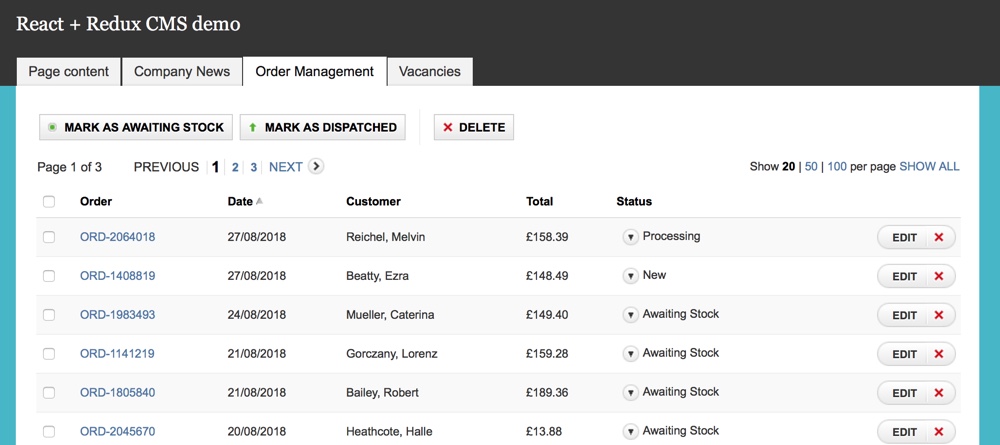 React + Redux CMS demo
Page content Company News Order Management Vacancies
MARK AS AWAITING STOCK MARK AS DISPATCHED DELETE
Page 1 of 3 PREVIOUS 1 2 3 NEXT Show 20 | 50 | 100 per page SHOW ALL
Order Date Customer Total Status
ORD-2064018 27/08/2018 Reichel, Melvin £158.39 Processing EDIT
ORD-1408819 27/08/2018 Beatty, Ezra £148.49 New EDIT
ORD-1983493 24/08/2018 Mueller, Caterina £149.40 Awaiting Stock EDIT
ORD-1141219 21/08/2018 Gorczany, Lorenz £159.28 Awaiting Stock EDIT
ORD-1805840 21/08/2018 Bailey, Robert £189.36 Awaiting Stock EDIT
ORD-2045670 20/08/2018 Heathcote, Halle £13.88 Awaiting Stock EDIT